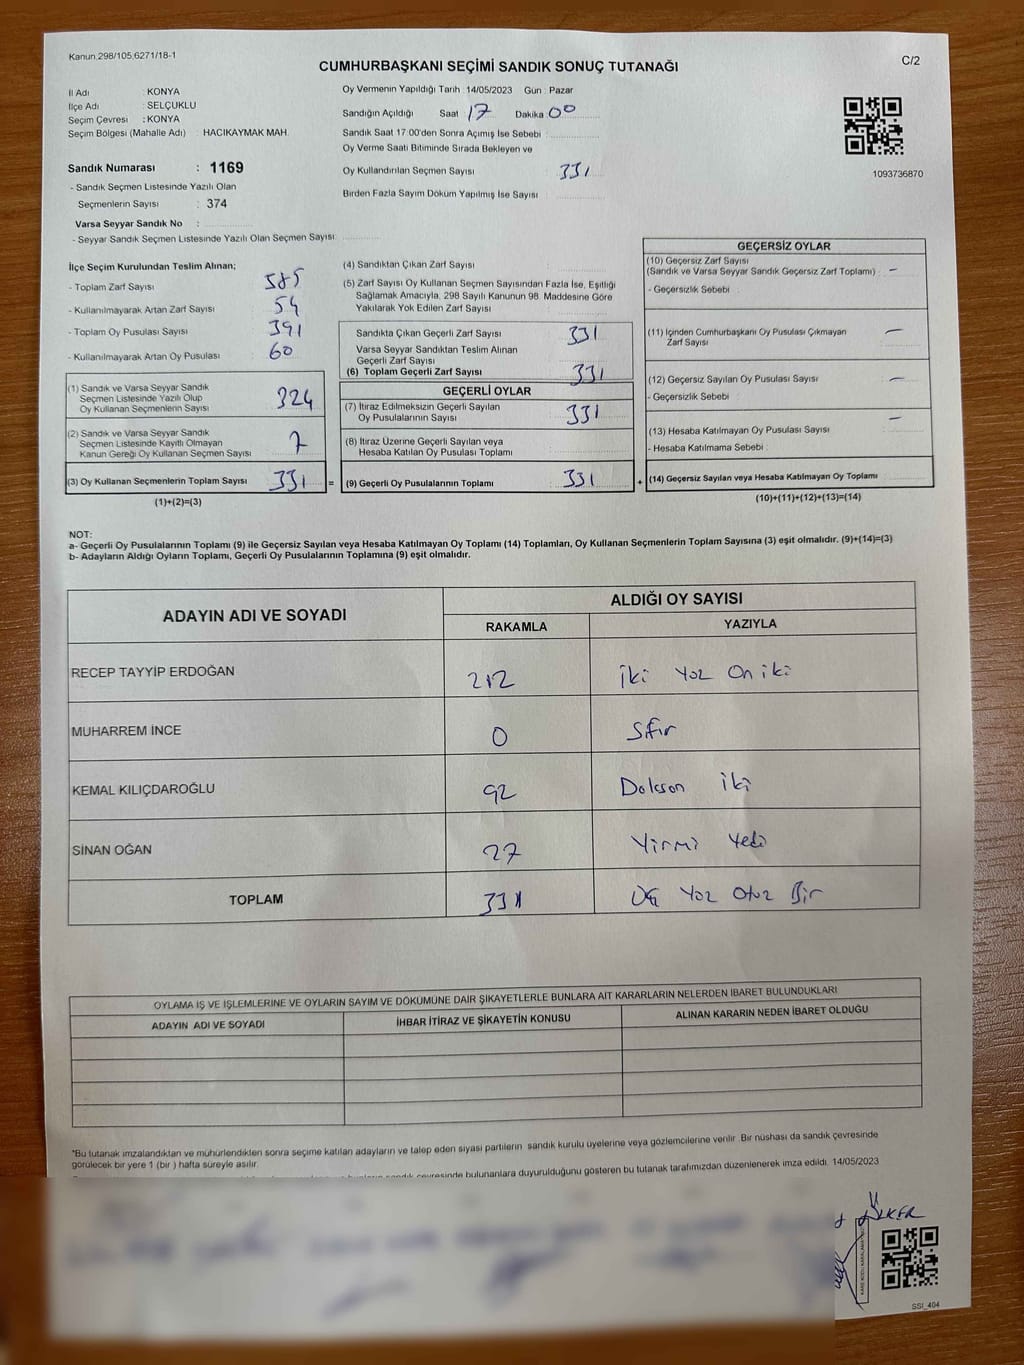 Kanun.298/105,6271/18-1
C/2
CUMHURBAŞKANI SEÇİMİ SANDIK SONUÇ TUTANAĞI
İl Adı : KONYA
İlçe Adı : SELÇUKLU
Seçim Çevresi : KONYA
Seçim Bölgesi (Mahalle Adı) : HACIKAYMAK MAH.
Sandık Numarası : 1169
- Sandık Seçmen Listesinde Yazılı Olan
Seçmenlerin Sayısı : 374
Varsa Seyyar Sandık No :
- Seyyar Sandık Seçmen Listesinde Yazılı Olan Seçmen Sayısı:
Oy Vermenin Yapıldığı Tarih : 14/05/2023 Gün : Pazar
Sandığın Açıldığı Saat 17 Dakika 00
Sandık Saat 17:00'den Sonra Açımış İse Sebebi :
Oy Verme Saati Bitiminde Sırada Bekleyen ve
Oy Kullandırılan Seçmen Sayısı : 331
Birden Fazla Sayım Döküm Yapılmış İse Sayısı :
1093736870
İlçe Seçim Kurulundan Teslim Alınan;
- Toplam Zarf Sayısı 385
- Kullanılmayarak Artan Zarf Sayısı 54
- Toplam Oy Pusulası Sayısı 391
- Kullanılmayarak Artan Oy Pusulası 60
(1) Sandık ve Varsa Seyyar Sandık
Seçmen Listesinde Yazılı Olup
Oy Kullanan Seçmenlerin Sayısı 324
(2) Sandık ve Varsa Seyyar Sandık
Seçmen Listesinde Kayıtlı Olmayan
Kanun Gereği Oy Kullanan Seçmen Sayısı 7
(3) Oy Kullanan Seçmenlerin Toplam Sayısı 331 =
(1)+(2)=(3)
(4) Sandıktan Çıkan Zarf Sayısı
(5) Zarf Sayısı Oy Kullanan Seçmen Sayısından Fazla İse, Eşitliği
Sağlamak Amacıyla, 298 Sayılı Kanunun 98. Maddesine Göre
Yakılarak Yok Edilen Zarf Sayısı
Sandıkta Çıkan Geçerli Zarf Sayısı 331
Varsa Seyyar Sandıktan Teslim Alınan
Geçerli Zarf Sayısı
(6) Toplam Geçerli Zarf Sayısı 331
GEÇERLİ OYLAR
(7) İtiraz Edilmeksizin Geçerli Sayılan
Oy Pusulalarının Sayısı 331
(8) İtiraz Üzerine Geçerli Sayılan veya
Hesaba Katılan Oy Pusulası Toplamı
(9) Geçerli Oy Pusulalarının Toplamı 331 +
GEÇERSİZ OYLAR
(10) Geçersiz Zarf Sayısı
(Sandık ve Varsa Seyyar Sandık Geçersiz Zarf Toplamı) : -
- Geçersizlik Sebebi :
(11) İçinden Cumhurbaşkanı Oy Pusulası Çıkmayan -
Zarf Sayısı
(12) Geçersiz Sayılan Oy Pusulası Sayısı -
- Geçersizlik Sebebi :
(13) Hesaba Katılmayan Oy Pusulası Sayısı -
- Hesaba Katılmama Sebebi :
(14) Geçersiz Sayılan veya Hesaba Katılmayan Oy Toplamı
(10)+(11)+(12)+(13)=(14)
NOT:
a- Geçerli Oy Pusulalarının Toplamı (9) ile Geçersiz Sayılan veya Hesaba Katılmayan Oy Toplamı (14) Toplamları, Oy Kullanan Seçmenlerin Toplam Sayısına (3) eşit olmalıdır. (9)+(14)=(3)
b- Adayların Aldığı Oyların Toplamı, Geçerli Oy Pusulalarının Toplamına (9) eşit olmalıdır.
ADAYIN ADI VE SOYADI ALDIĞI OY SAYISI
RAKAMLA YAZIYLA
RECEP TAYYİP ERDOĞAN 212 İki Yüz On iki
MUHARREM İNCE 0 Sıfır
KEMAL KILIÇDAROĞLU 92 Doksan iki
SİNAN OĞAN 27 Yirmi Yedi
TOPLAM 331 Üç Yüz Otuz Bir
OYLAMA İŞ VE İŞLEMLERİNE VE OYLARIN SAYIM VE DÖKÜMÜNE DAİR ŞİKAYETLERLE BUNLARA AİT KARARLARIN NELERDEN İBARET BULUNDUKLARI
ADAYIN ADI VE SOYADI İHBAR İTİRAZ VE ŞİKAYETİN KONUSU ALINAN KARARIN NEDEN İBARET OLDUĞU
*Bu tutanak imzalandıktan ve mühürlendikten sonra seçime katılan adayların ve talep eden siyasi partilerin sandık kurulu üyelerine veya gözlemcilerine verilir. Bir nüshası da sandık çevresinde
görülecek bir yere 1 (bir) hafta süreyle asılır.
sandık çevresinde bulunanlara duyurulduğunu gösteren bu tutanak tarafımızdan düzenlenerek imza edildi. 14/05/2023
ÜLKER
SSI_404